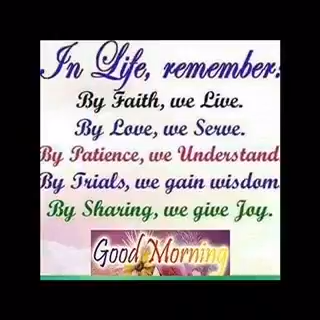 In Life, remember:
By Faith, we Live.
By Love, we Serve.
By Patience, we Understand
By Trials, we gain wisdom
By Sharing, we give Joy.
Good Morning